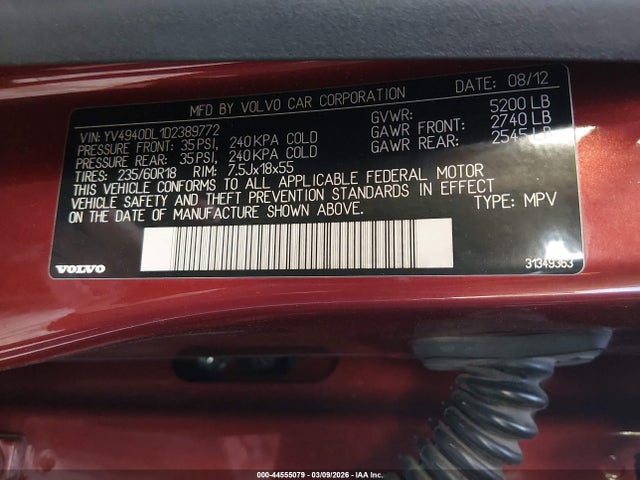 MFD BY VOLVO CAR CORPORATION DATE: 08/12
VIN: YV4940DL1D2389772 GVWR: 5200 LB
PRESSURE FRONT: 35PSI, 240KPA COLD GAWR FRONT: 2740 LB
PRESSURE REAR: 35PSI, 240KPA COLD GAWR REAR: 2545 LB
TIRES: 235/60R18 RIM: 7.5Jx18x55
THIS VEHICLE CONFORMS TO ALL APPLICABLE FEDERAL MOTOR
VEHICLE SAFETY AND THEFT PREVENTION STANDARDS IN EFFECT
ON THE DATE OF MANUFACTURE SHOWN ABOVE. TYPE: MPV
VOLVO 31349363
000-44555079 | 03/09/2026 - IAA Inc.